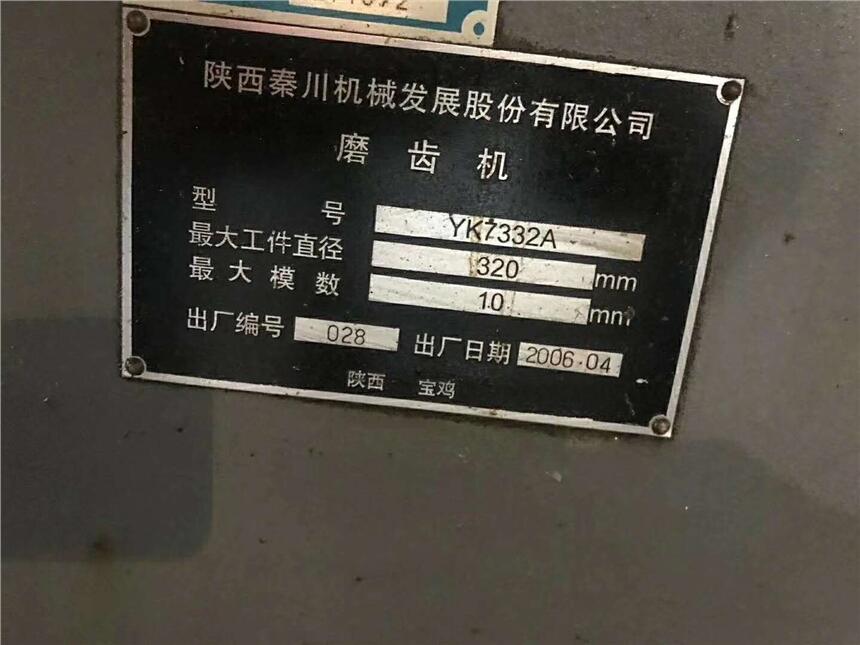 陕西秦川机械发展股份有限公司
磨齿机
型号 YK7332A
最大工件直径 320 mm
最大模数 10 mm
出厂编号 028 出厂日期 2006.04
陕西 宝鸡